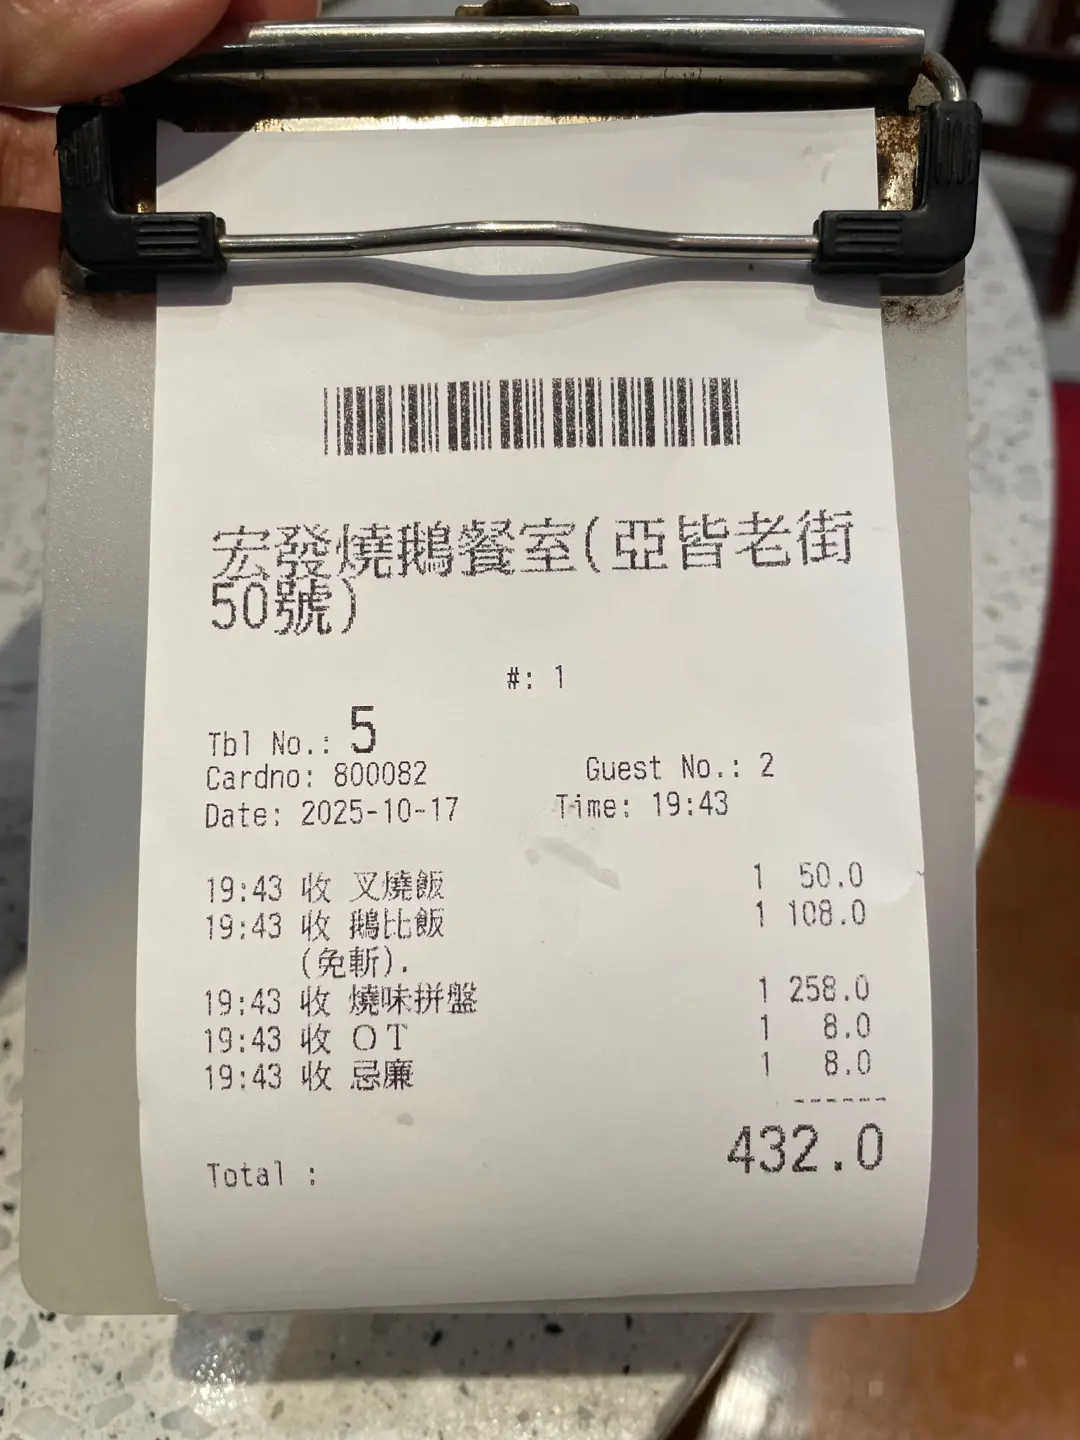 宏發燒鵝餐室(亞皆老街
50號)
#: 1
Tbl No.: 5
Cardno: 800082 Guest No.: 2
Date: 2025-10-17 Time: 19:43
19:43 收 叉燒飯 1 50.0
19:43 收 鵝比飯 1 108.0
(免斬).
19:43 收 燒味拼盤 1 258.0
19:43 收 OT 1 8.0
19:43 收 忌廉 1 8.0
------
Total : 432.0